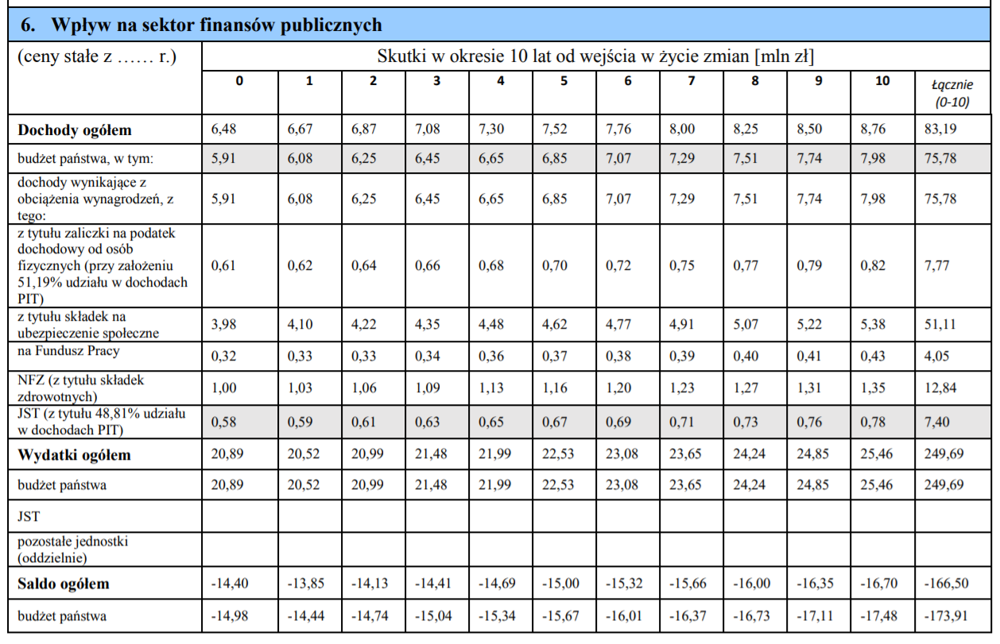 6. Wpływ na sektor finansów publicznych
(ceny stałe z …… r.) Skutki w okresie 10 lat od wejścia w życie zmian [mln zł]
0 1 2 3 4 5 6 7 8 9 10 Łącznie
(0-10)
Dochody ogółem 6,48 6,67 6,87 7,08 7,30 7,52 7,76 8,00 8,25 8,50 8,76 83,19
budżet państwa, w tym: 5,91 6,08 6,25 6,45 6,65 6,85 7,07 7,29 7,51 7,74 7,98 75,78
dochody wynikające z
obciążenia wynagrodzeń, z 5,91 6,08 6,25 6,45 6,65 6,85 7,07 7,29 7,51 7,74 7,98 75,78
tego:
z tytułu zaliczki na podatek
dochodowy od osób
fizycznych (przy założeniu 0,61 0,62 0,64 0,66 0,68 0,70 0,72 0,75 0,77 0,79 0,82 7,77
51,19% udziału w dochodach
PIT)
z tytułu składek na
ubezpieczenie społeczne 3,98 4,10 4,22 4,35 4,48 4,62 4,77 4,91 5,07 5,22 5,38 51,11
na Fundusz Pracy 0,32 0,33 0,33 0,34 0,36 0,37 0,38 0,39 0,40 0,41 0,43 4,05
NFZ (z tytułu składek
zdrowotnych) 1,00 1,03 1,06 1,09 1,13 1,16 1,20 1,23 1,27 1,31 1,35 12,84
JST (z tytułu 48,81% udziału
w dochodach PIT) 0,58 0,59 0,61 0,63 0,65 0,67 0,69 0,71 0,73 0,76 0,78 7,40
Wydatki ogółem 20,89 20,52 20,99 21,48 21,99 22,53 23,08 23,65 24,24 24,85 25,46 249,69
budżet państwa 20,89 20,52 20,99 21,48 21,99 22,53 23,08 23,65 24,24 24,85 25,46 249,69
JST
pozostałe jednostki
(oddzielnie)
Saldo ogółem -14,40 -13,85 -14,13 -14,41 -14,69 -15,00 -15,32 -15,66 -16,00 -16,35 -16,70 -166,50
budżet państwa -14,98 -14,44 -14,74 -15,04 -15,34 -15,67 -16,01 -16,37 -16,73 -17,11 -17,48 -173,91